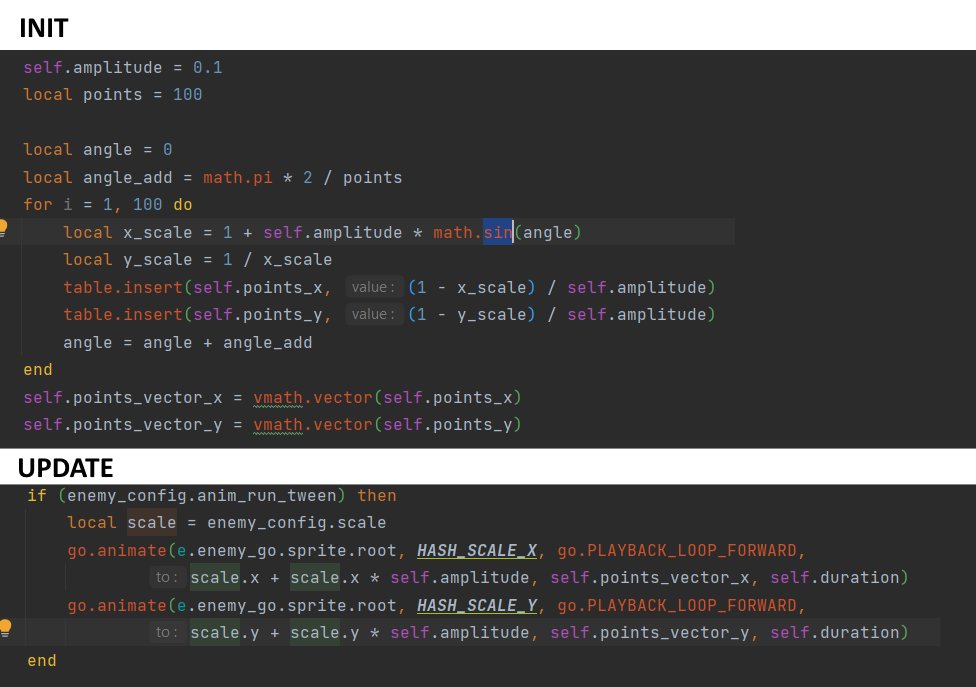 INIT
self.amplitude = 0.1
local points = 100
local angle = 0
local angle_add = math.pi * 2 / points
for i = 1, 100 do
local x_scale = 1 + self.amplitude * math.sin(angle)
local y_scale = 1 / x_scale
table.insert(self.points_x, value: (1 - x_scale) / self.amplitude)
table.insert(self.points_y, value: (1 - y_scale) / self.amplitude)
angle = angle + angle_add
end
self.points_vector_x = vmath.vector(self.points_x)
self.points_vector_y = vmath.vector(self.points_y)
UPDATE
if (enemy_config.anim_run_tween) then
local scale = enemy_config.scale
go.animate(e.enemy_go.sprite.root, HASH_SCALE_X, go.PLAYBACK_LOOP_FORWARD,
to: scale.x + scale.x * self.amplitude, self.points_vector_x, self.duration)
go.animate(e.enemy_go.sprite.root, HASH_SCALE_Y, go.PLAYBACK_LOOP_FORWARD,
to: scale.y + scale.y * self.amplitude, self.points_vector_y, self.duration)
end